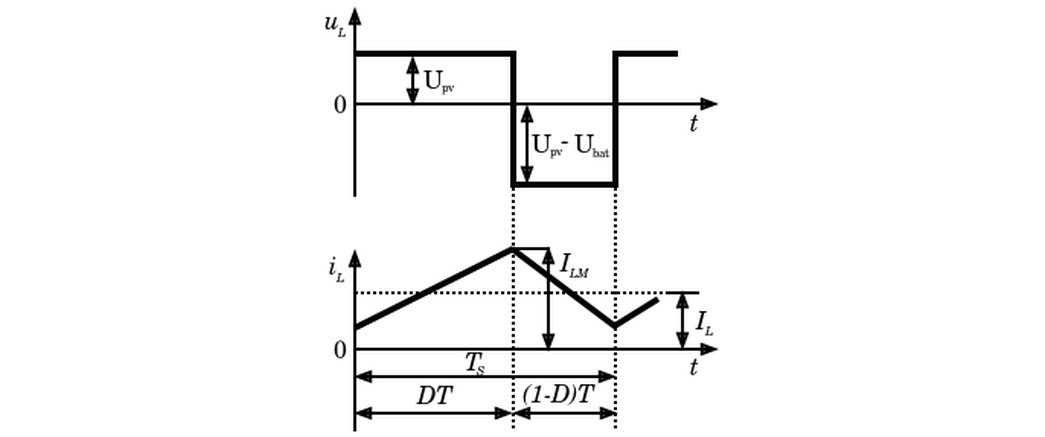 u_L
U_pv
0
t
U_pv - U_bat
i_L
I_LM
I_L
0
T_S
t
DT
(1-D)T